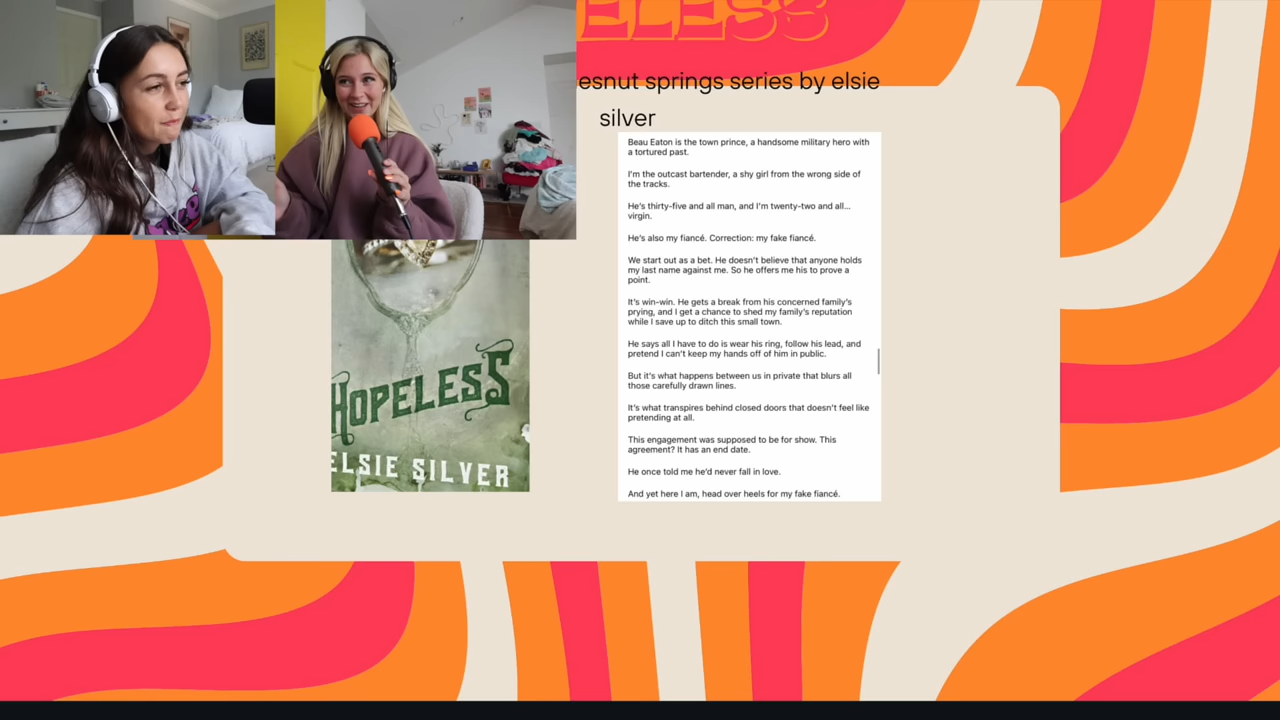 ELESS
esnut springs series by elsie
silver
Beau Eaton is the town prince, a handsome military hero with
a tortured past.
I'm the outcast bartender, a shy girl from the wrong side of
the tracks.
He's thirty-five and all man, and I'm twenty-two and all...
virgin.
He's also my fiancé. Correction: my fake fiancé.
We start out as a bet. He doesn't believe that anyone holds
my last name against me. So he offers me his to prove a
point.
It's win-win. He gets a break from his concerned family's
prying, and I get a chance to shed my family's reputation
while I save up to ditch this small town.
He says all I have to do is wear his ring, follow his lead, and
pretend I can't keep my hands off of him in public.
But it's what happens between us in private that blurs all
those carefully drawn lines.
It's what transpires behind closed doors that doesn't feel like
pretending at all.
This engagement was supposed to be for show. This
agreement? It has an end date.
He once told me he'd never fall in love.
And yet here I am, head over heels for my fake fiancé.
HOPELESS
ELSIE SILVER